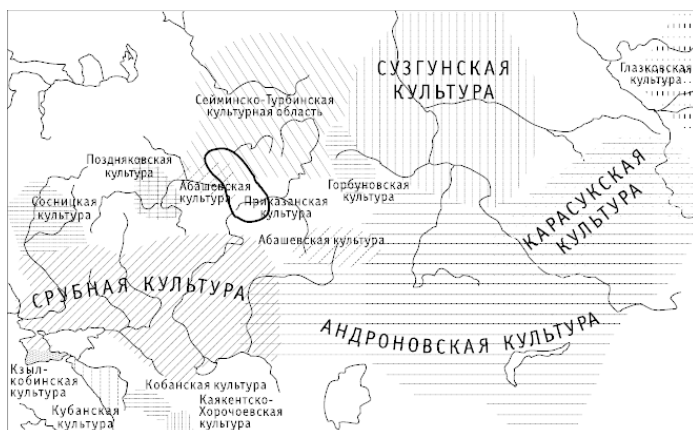 СУЗГУНСКАЯ
КУЛЬТУРА
Глазковская
культура
Сейминско-Турбинская
культурная область
Поздняковская
культура
Абашевская
культура
Приказанская
культура
Горбуновская
культура
Сосницкая
культура
Абашевская культура
КАРАСУКСКАЯ
КУЛЬТУРА
СРУБНАЯ КУЛЬТУРА
АНДРОНОВСКАЯ КУЛЬТУРА
Кзыл-
кобинская
культура
Кубанская
культура
Кобанская культура
Каякентско-
Хорочоевская
культура